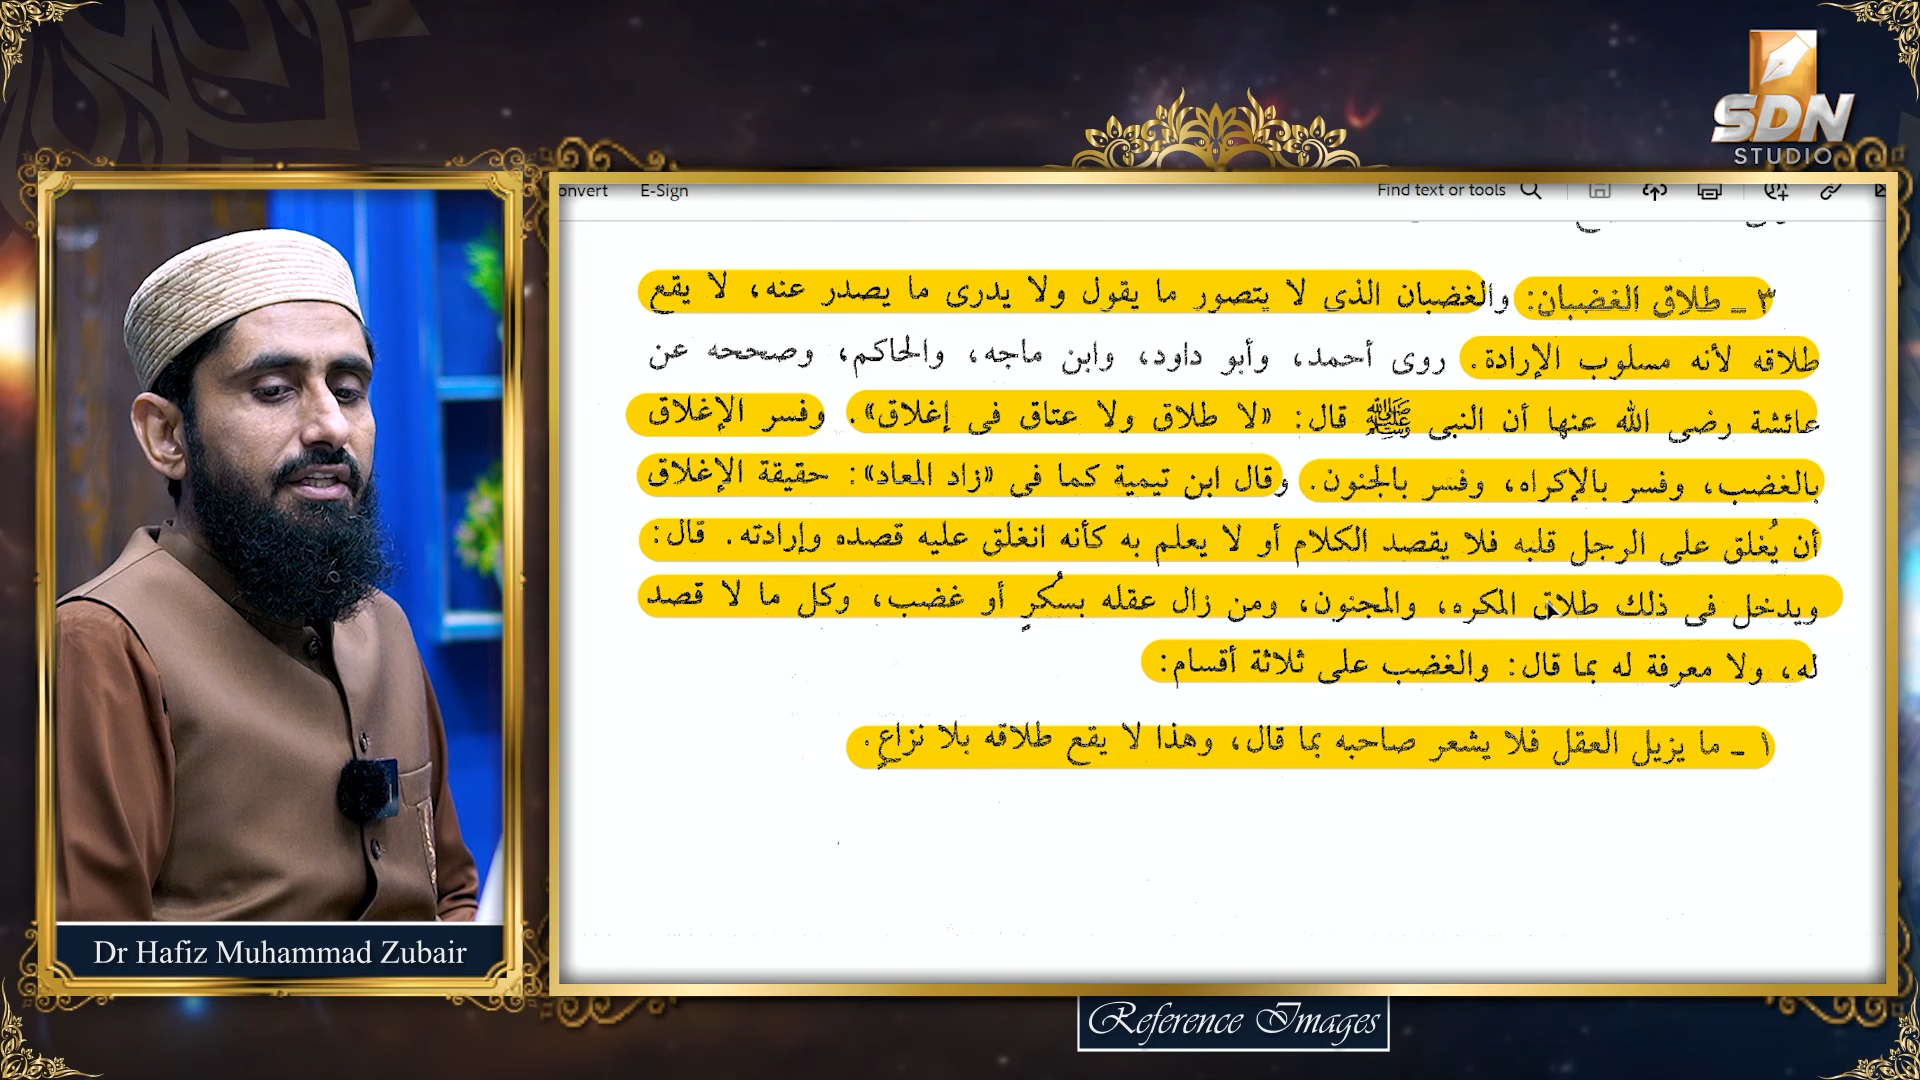 SDN
STUDIO
onvert E-Sign Find text or tools
٣ ـ طلاق الغضبان: والغضبان الذى لا يتصور ما يقول ولا يدرى ما يصدر عنه، لا يقع
طلاقه لأنه مسلوب الإرادة. روى أحمد، وأبو داود، وابن ماجه، والحاكم، وصححه عن
عائشة رضى الله عنها أن النبى ﷺ قال: «لا طلاق ولا عتاق فى إغلاق». وفسر الإغلاق
بالغضب، وفسر بالإكراه، وفسر بالجنون. وقال ابن تيمية كما فى «زاد المعاد»: حقيقة الإغلاق
أن يُغلق على الرجل قلبه فلا يقصد الكلام أو لا يعلم به كأنه انغلق عليه قصده وإرادته. قال:
ويدخل فى ذلك طلاق المكره، والمجنون، ومن زال عقله بسُكرٍ أو غضب، وكل ما لا قصد
له، ولا معرفة له بما قال: والغضب على ثلاثة أقسام:
١ ـ ما يزيل العقل فلا يشعر صاحبه بما قال، وهذا لا يقع طلاقه بلا نزاعٍ.
Dr Hafiz Muhammad Zubair
Reference Images